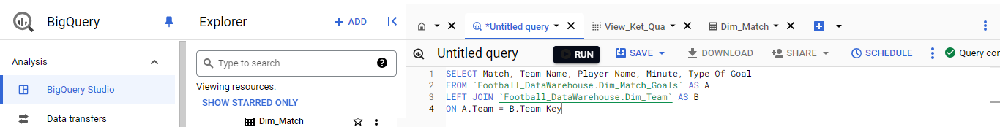 BigQuery
Explorer
+ ADD
*Untitled query
View_Ket_Qua
Dim_Match
Untitled query
RUN
SAVE
DOWNLOAD
SHARE
SCHEDULE
Query con
Analysis
BigQuery Studio
Data transfers
Type to search
Viewing resources.
SHOW STARRED ONLY
Dim_Match
1 SELECT Match, Team_Name, Player_Name, Minute, Type_Of_Goal
2 FROM `Football_DataWarehouse.Dim_Match_Goals` AS A
3 LEFT JOIN `Football_DataWarehouse.Dim_Team` AS B
4 ON A.Team = B.Team_Key